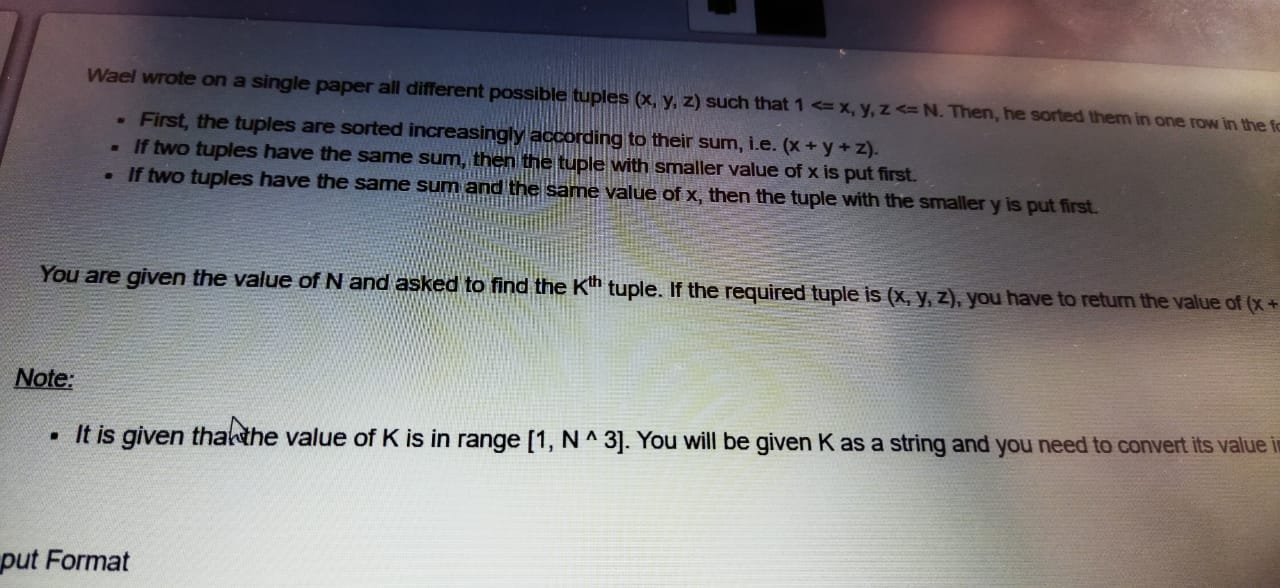 Wael wrote on a single paper all different possible tuples (x, y, z) such that 1 <= x, y, z <= N. Then, he sorted them in one row in the
• First, the tuples are sorted increasingly according to their sum, i.e. (x + y + z).
• If two tuples have the same sum, then the tuple with smaller value of x is put first.
• If two tuples have the same sum and the same value of x, then the tuple with the smaller y is put first.
You are given the value of N and asked to find the Kth tuple. If the required tuple is (x, y, z), you have to return the value of (x +
Note:
• It is given that the value of K is in range [1, N ^ 3]. You will be given K as a string and you need to convert its value
put Format